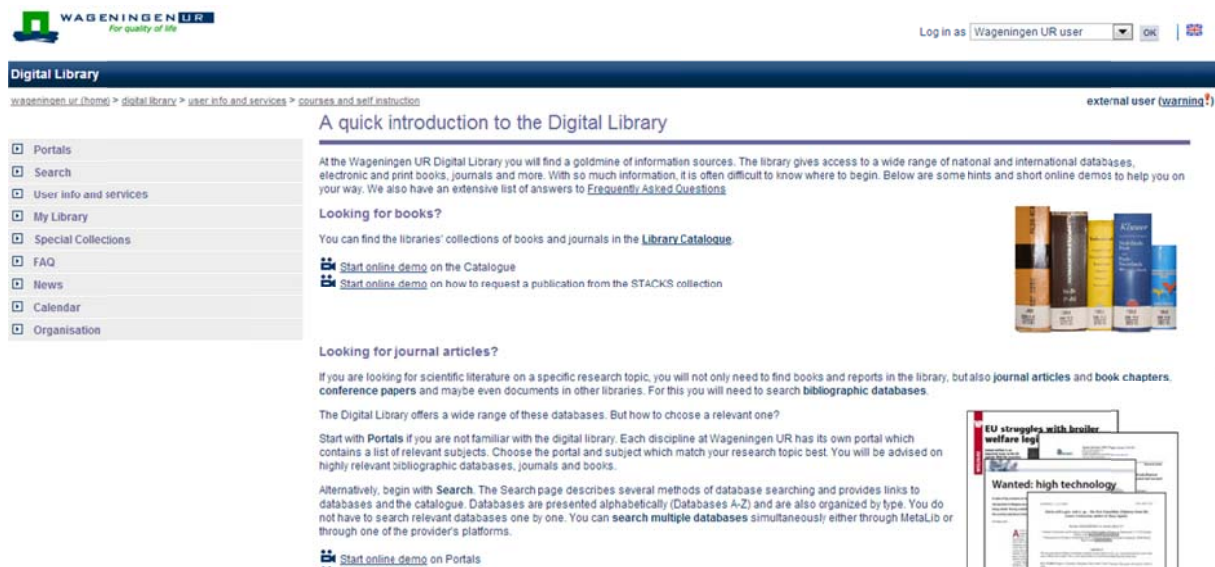 WAGENINGEN UR
For quality of life
Log in as Wageningen UR user OK
Digital Library
wageningen ur (home) > digital library > user info and services > courses and self instruction
external user (warning!)
A quick introduction to the Digital Library
Portals
Search
User info and services
My Library
Special Collections
FAQ
News
Calendar
Organisation
At the Wageningen UR Digital Library you will find a goldmine of information sources. The library gives access to a wide range of national and international databases,
electronic and print books, journals and more. With so much information, it is often difficult to know where to begin. Below are some hints and short online demos to help you on
your way. We also have an extensive list of answers to Frequently Asked Questions
Looking for books?
You can find the libraries' collections of books and journals in the Library Catalogue.
Start online demo on the Catalogue
Start online demo on how to request a publication from the STACKS collection
Kluwer
Looking for journal articles?
If you are looking for scientific literature on a specific research topic, you will not only need to find books and reports in the library, but also journal articles and book chapters,
conference papers and maybe even documents in other libraries. For this you will need to search bibliographic databases.
The Digital Library offers a wide range of these databases. But how to choose a relevant one?
Start with Portals if you are not familiar with the digital library. Each discipline at Wageningen UR has its own portal which
contains a list of relevant subjects. Choose the portal and subject which match your research topic best. You will be advised on
highly relevant bibliographic databases, journals and books.
Alternatively, begin with Search. The Search page describes several methods of database searching and provides links to
databases and the catalogue. Databases are presented alphabetically (Databases A-Z) and are also organized by type. You do
not have to search relevant databases one by one. You can search multiple databases simultaneously either through MetaLib or
through one of the provider's platforms.
Start online demo on Portals
EU struggles with broiler
welfare legi
Wanted: high technology